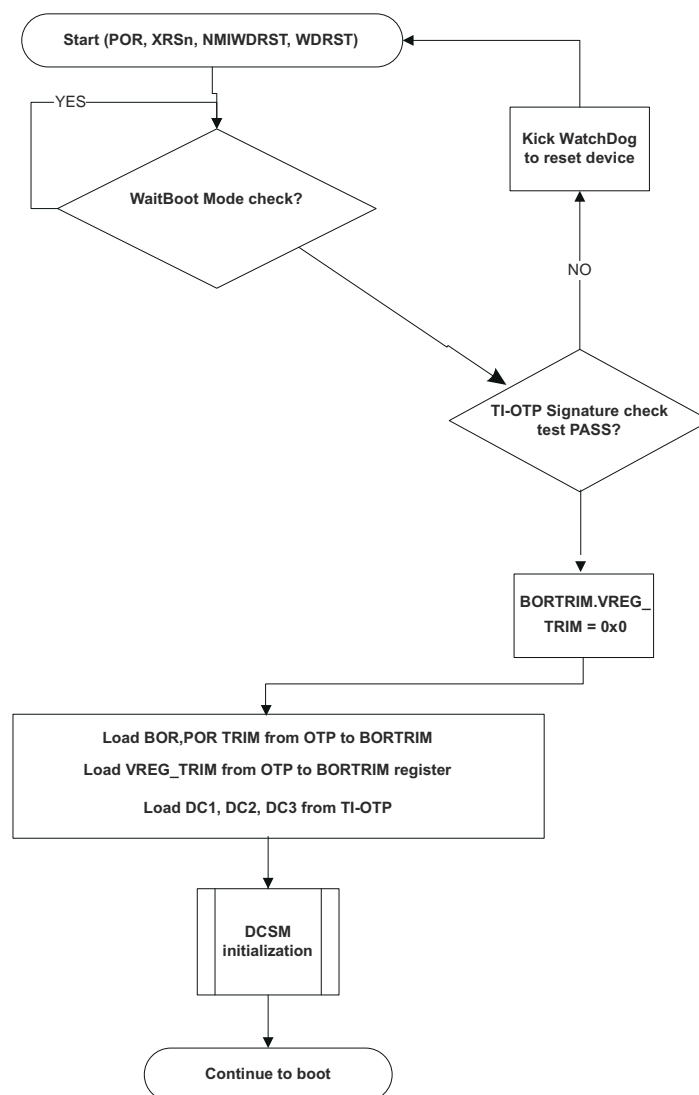 Start (POR, XRSn, NMIWDRST, WDRST)
YES
Kick WatchDog
to reset device
WaitBoot Mode check?
NO
TI-OTP Signature check
test PASS?
BORTRIM.VREG_
TRIM = 0x0
Load BOR,POR TRIM from OTP to BORTRIM
Load VREG_TRIM from OTP to BORTRIM register
Load DC1, DC2, DC3 from TI-OTP
DCSM
initialization
Continue to boot